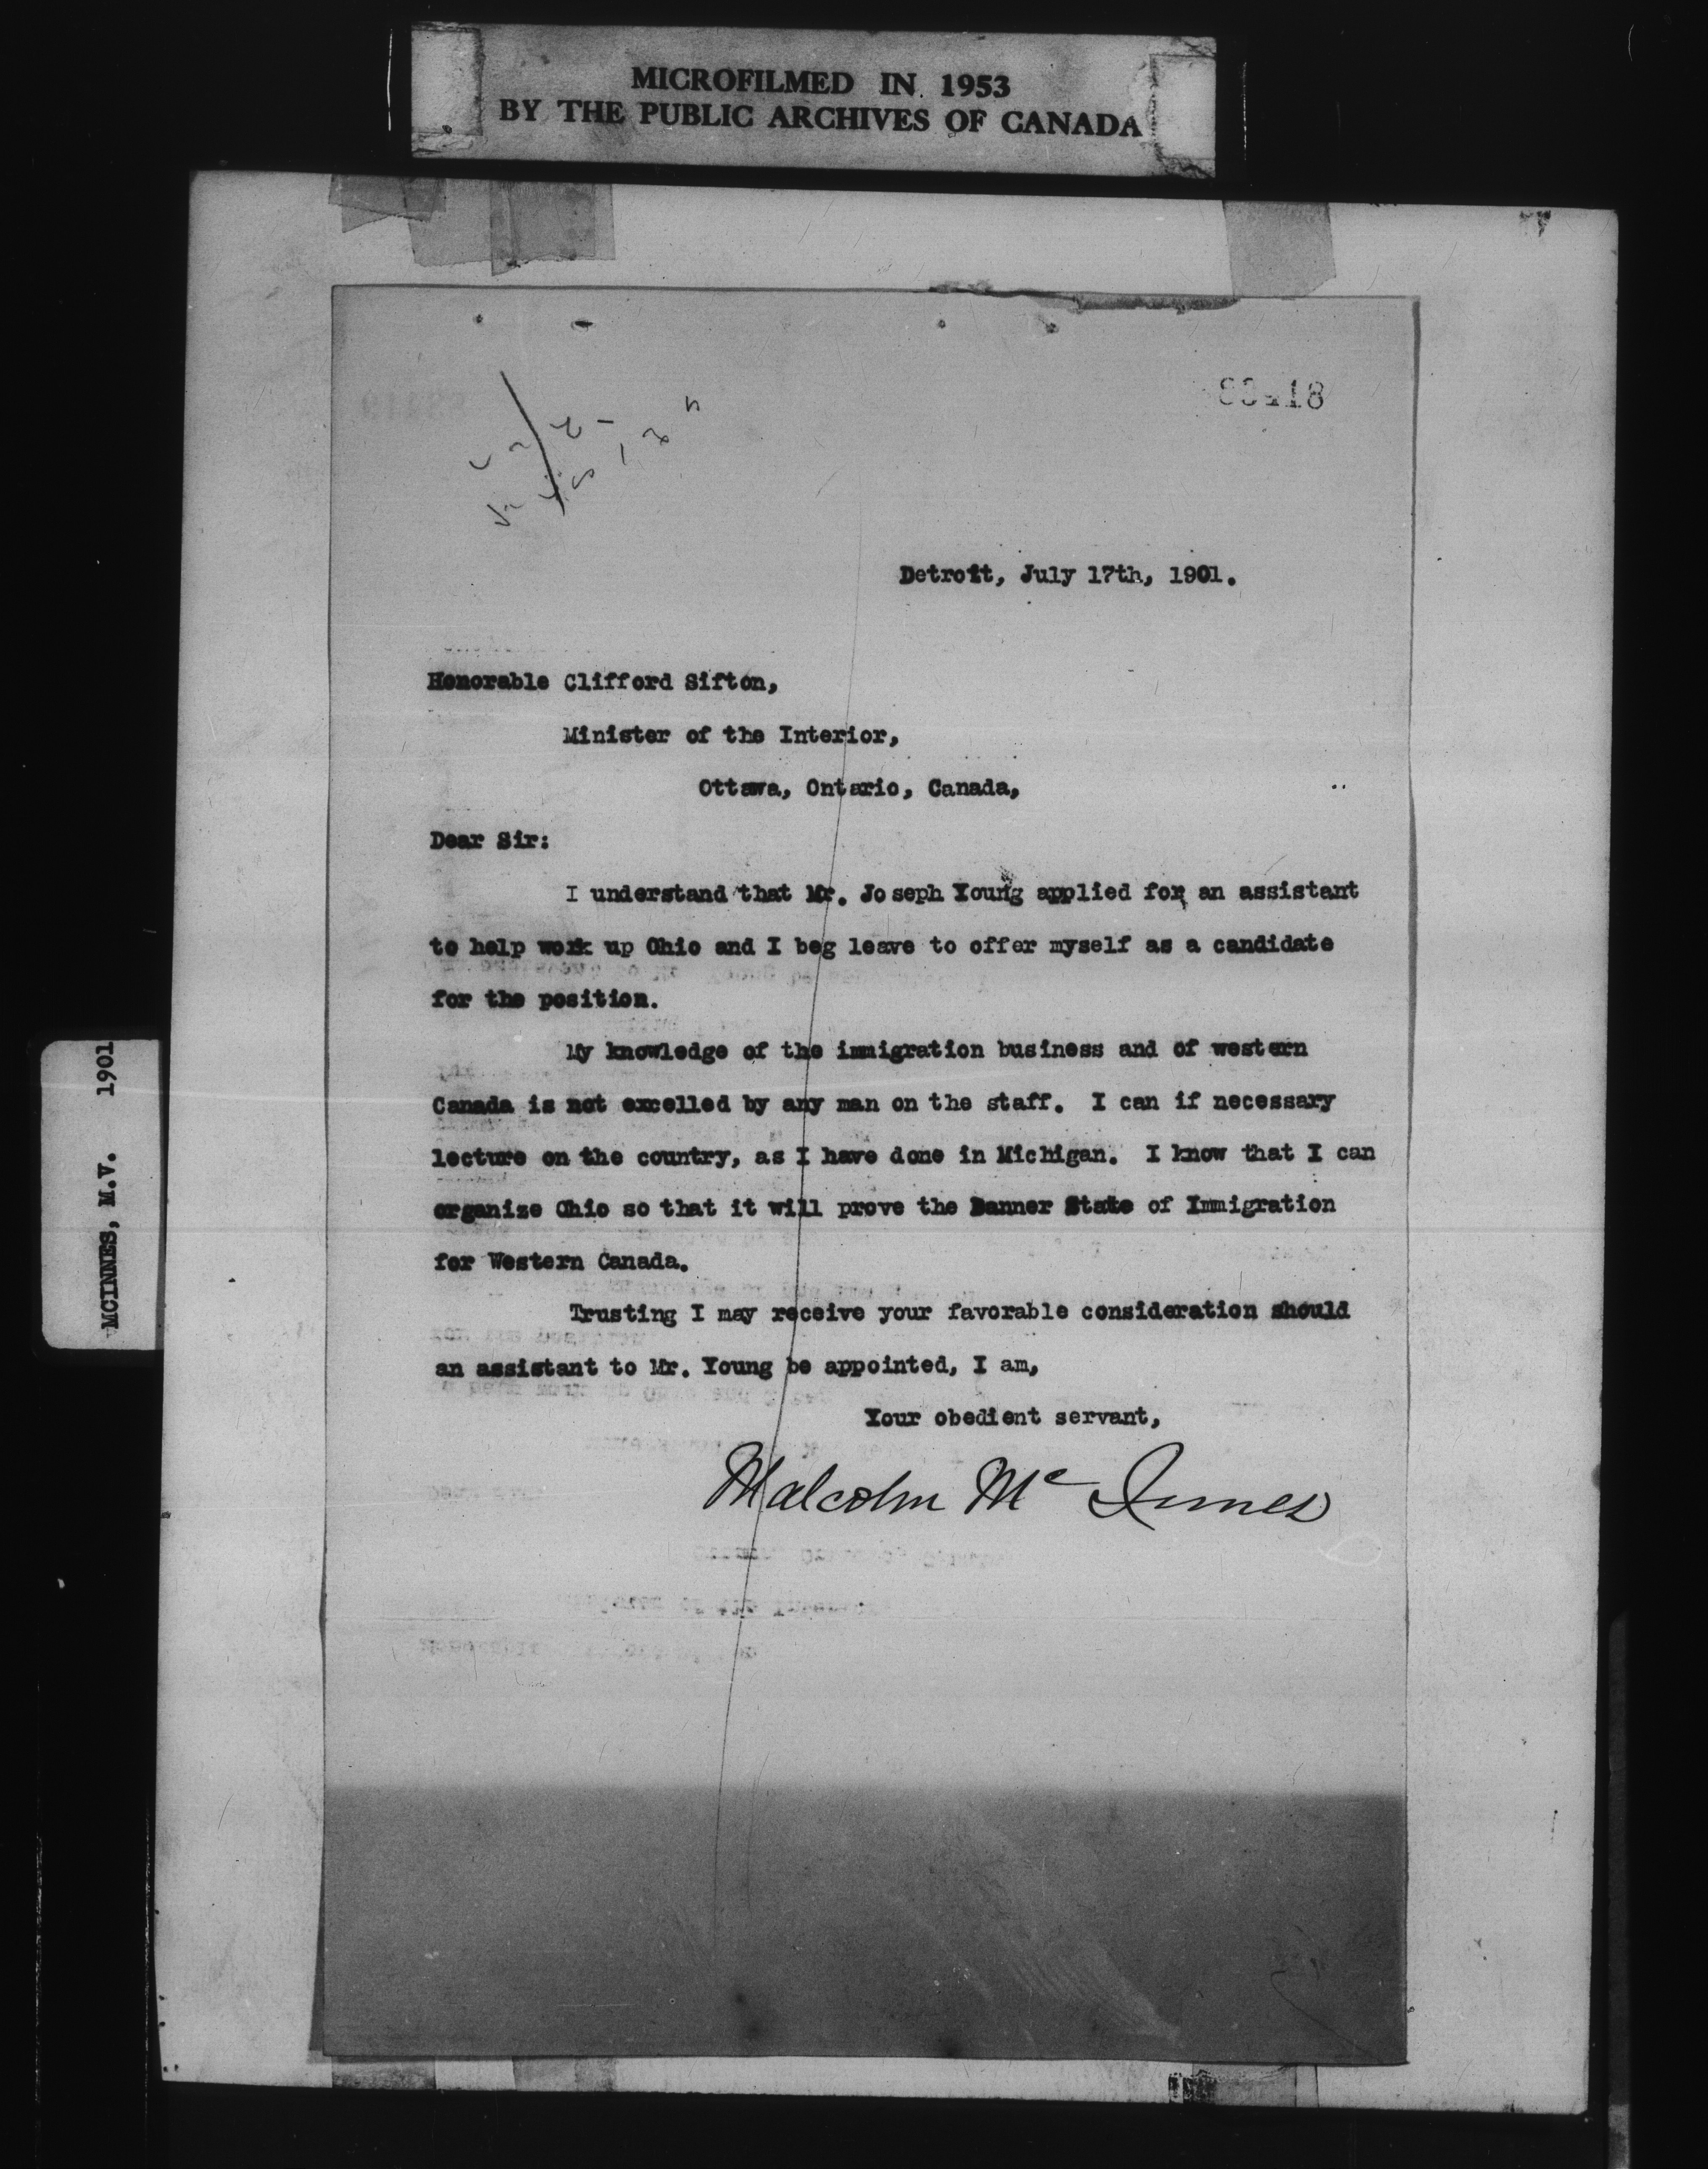 MICROFILMED IN 1953
BY THE PUBLIC ARCHIVES OF CANADA
Detroit, July 17th, 1901.
Honorable Clifford Sifton,
Minister of the Interior,
Ottawa, Ontario, Canada,
Dear Sir:
I understand that Mr. Joseph Young applied for an assistant
to help work up Ohio and I beg leave to offer myself as a candidate
for the position.
My knowledge of the immigration business and of western
Canada is not excelled by any man on the staff. I can if necessary
lecture on the country, as I have done in Michigan. I know that I can
organize Ohio so that it will prove the Banner State of Immigration
for Western Canada.
Trusting I may receive your favorable consideration should
an assistant to Mr. Young be appointed, I am,
Your obedient servant,
Malcolm McInnes
MCINNES, M.V. 1901